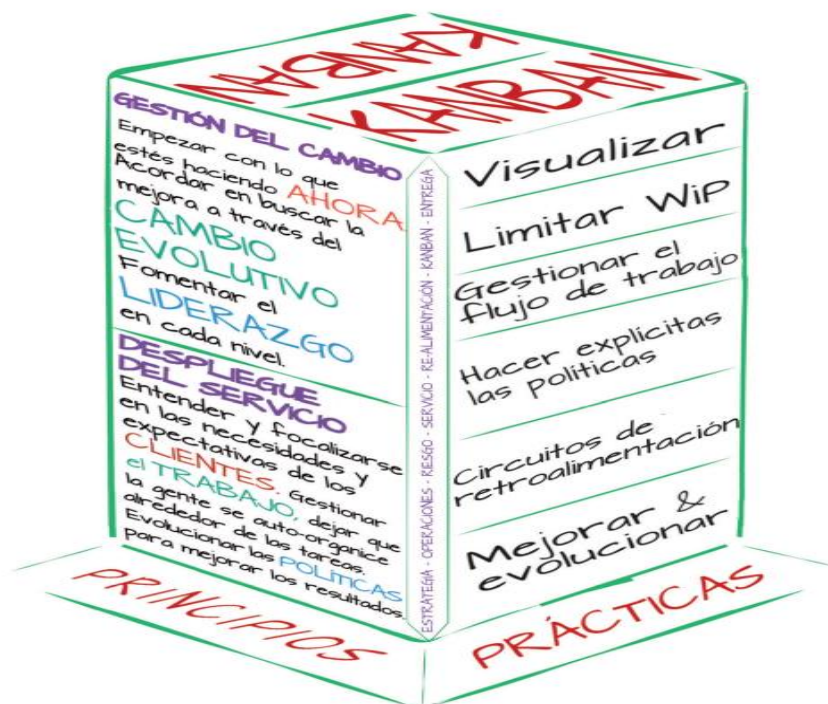 KANBAN
KANBAN
GESTIÓN DEL CAMBIO
Empezar con lo que
estés haciendo AHORA.
Acordar en buscar la
mejora a través del
CAMBIO
EVOLUTIVO
Fomentar el
LIDERAZGO
en cada nivel.
DESPLIEGUE
DEL SERVICIO
Entender y focalizarse
en las necesidades y
expectativas de los
CLIENTES. Gestionar
el TRABAJO, dejar que
la gente se auto-organice
alrededor de las tareas.
Evolucionar las POLÍTICAS
para mejorar los resultados.
PRINCIPIOS
ESTRATEGIA - OPERACIONES - RIESGO - SERVICIO - RE-ALIMENTACIÓN - KANBAN - ENTREGA
Visualizar
Limitar WiP
Gestionar el
flujo de trabajo
Hacer explícitas
las políticas
Circuitos de
retroalimentación
Mejorar &
evolucionar
PRÁCTICAS